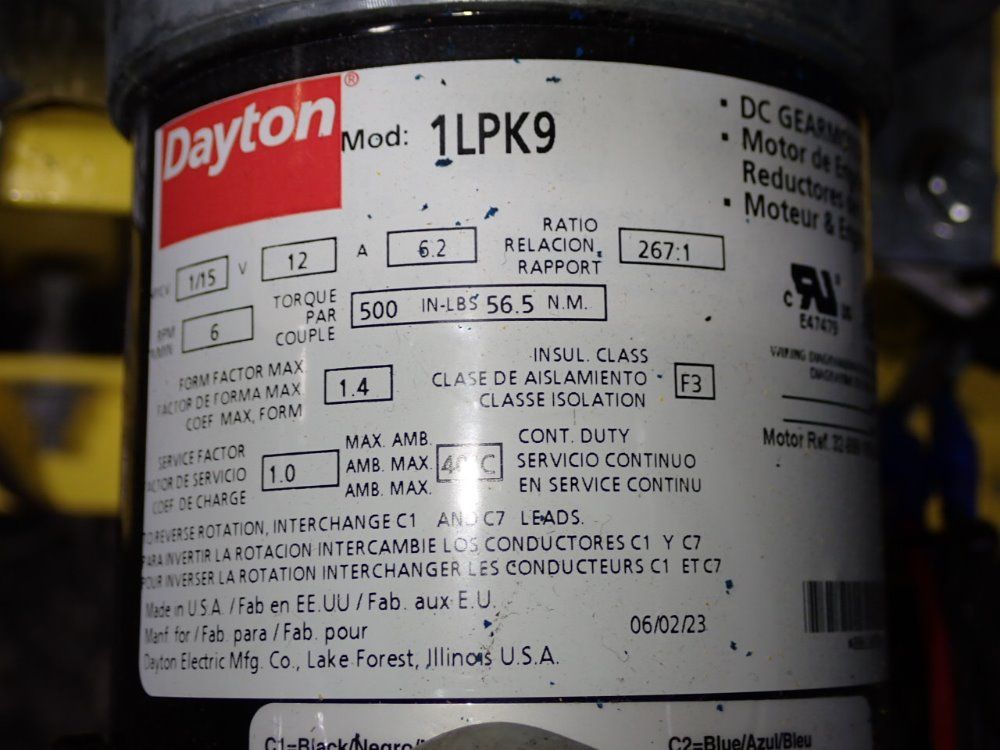 Dayton®
Mod: 1LPK9
DC GEARMO
Motor de En
Reductores
Moteur & En
1/15 V 12 A 6.2
RATIO
RELACION
RAPPORT
267:1
RPM
6
TORQUE
PAR
COUPLE
500 IN-LBS 56.5 N.M.
E47479
FORM FACTOR MAX.
FACTOR DE FORMA MAX
COEF MAX, FORM
1.4
INSUL. CLASS
CLASE DE AISLAMIENTO
CLASSE ISOLATION
F3
Motor Ref.
SERVICE FACTOR
FACTOR DE SERVICIO
COEF DE CHARGE
1.0
MAX. AMB.
AMB. MAX.
AMB. MAX.
40 C
CONT. DUTY
SERVICIO CONTINUO
EN SERVICE CONTINU
TO REVERSE ROTATION, INTERCHANGE C1 AND C7 LEADS.
PARA INVERTIR LA ROTACION INTERCAMBIE LOS CONDUCTORES C1 Y C7
POUR INVERSER LA ROTATION INTERCHANGER LES CONDUCTEURS C1 ET C7
Made in U.S.A. / Fab en EE.UU / Fab. aux E.U.
Manf for / Fab. para / Fab. pour
Dayton Electric Mfg. Co., Lake Forest, Illinois U.S.A.
06/02/23
C1=Black/Negro/
C2=Blue/Azul/Bleu